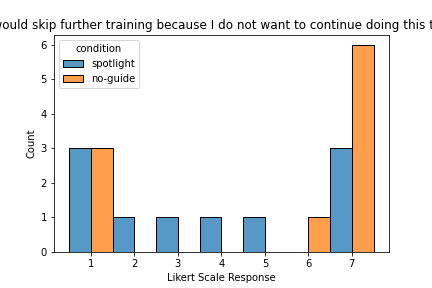 would skip further training because I do not want to continue doing this t
condition
spotlight
no-guide
6
5
4
3
2
1
0
Count
1 2 3 4 5 6 7
Likert Scale Response